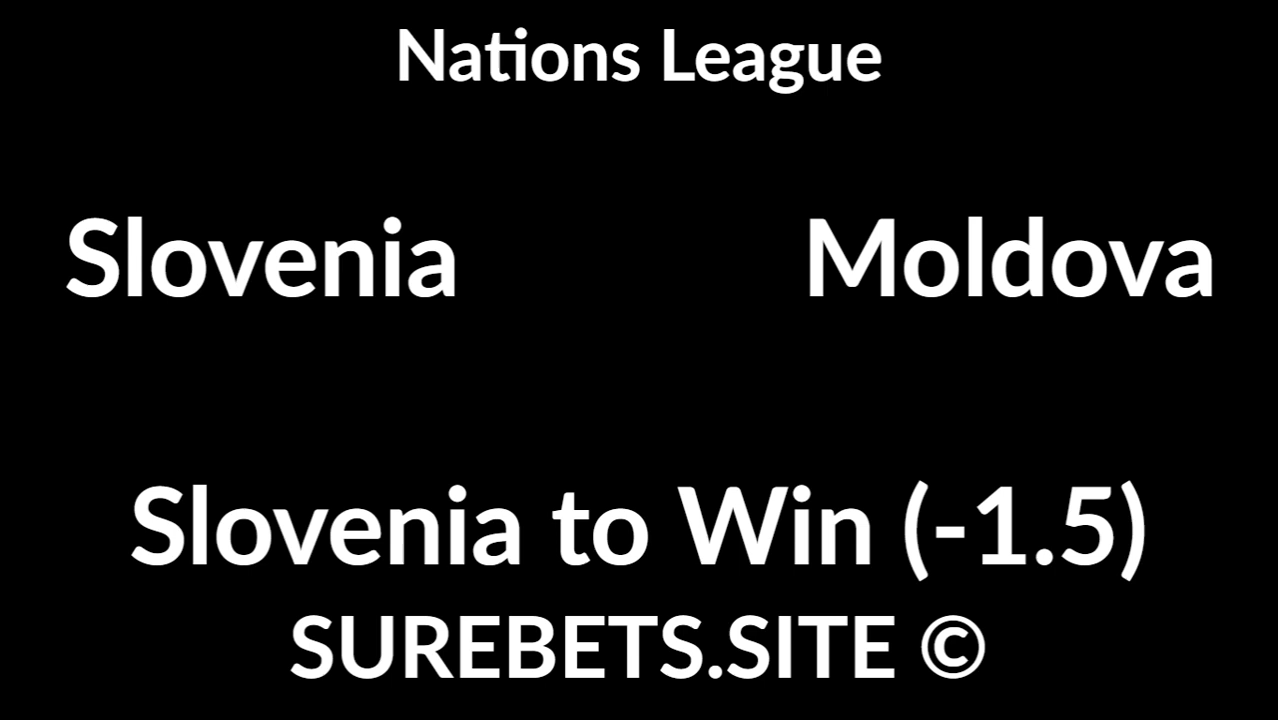 Nations League
Slovenia Moldova
Slovenia to Win (-1.5)
SUREBETS.SITE ©